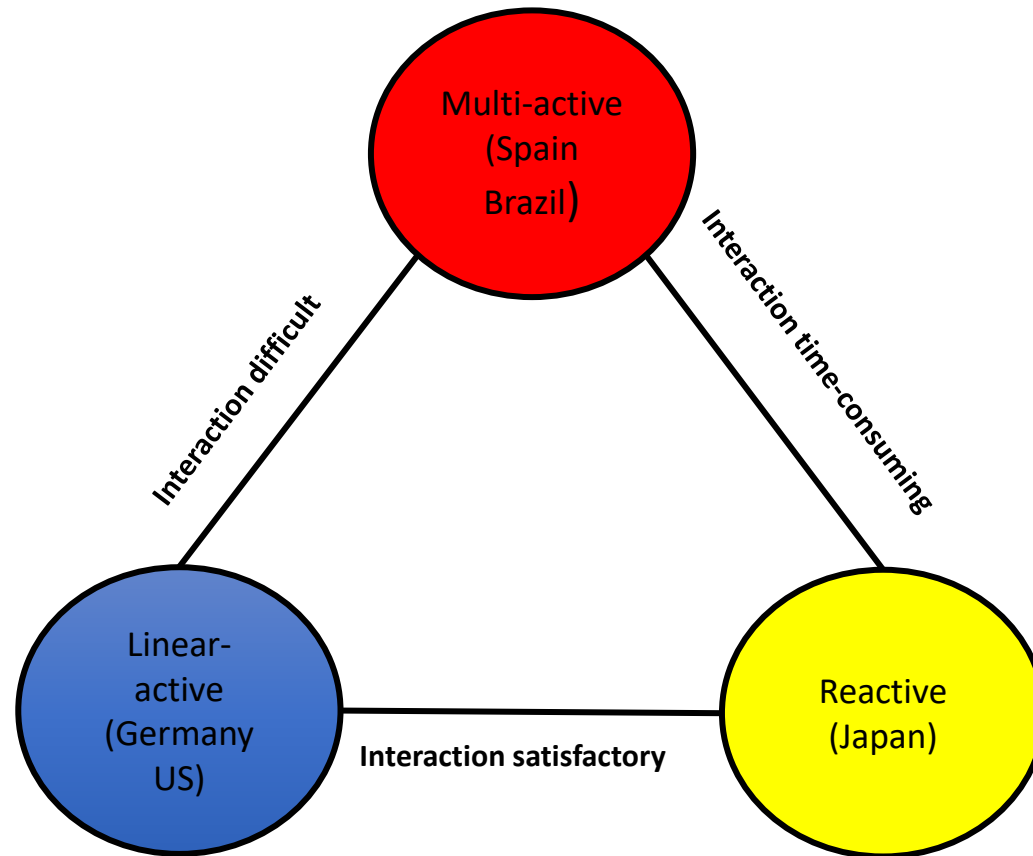 Multi-active
(Spain
Brazil)
Interaction difficult
Interaction time-consuming
Linear-
active
(Germany
US)
Interaction satisfactory
Reactive
(Japan)